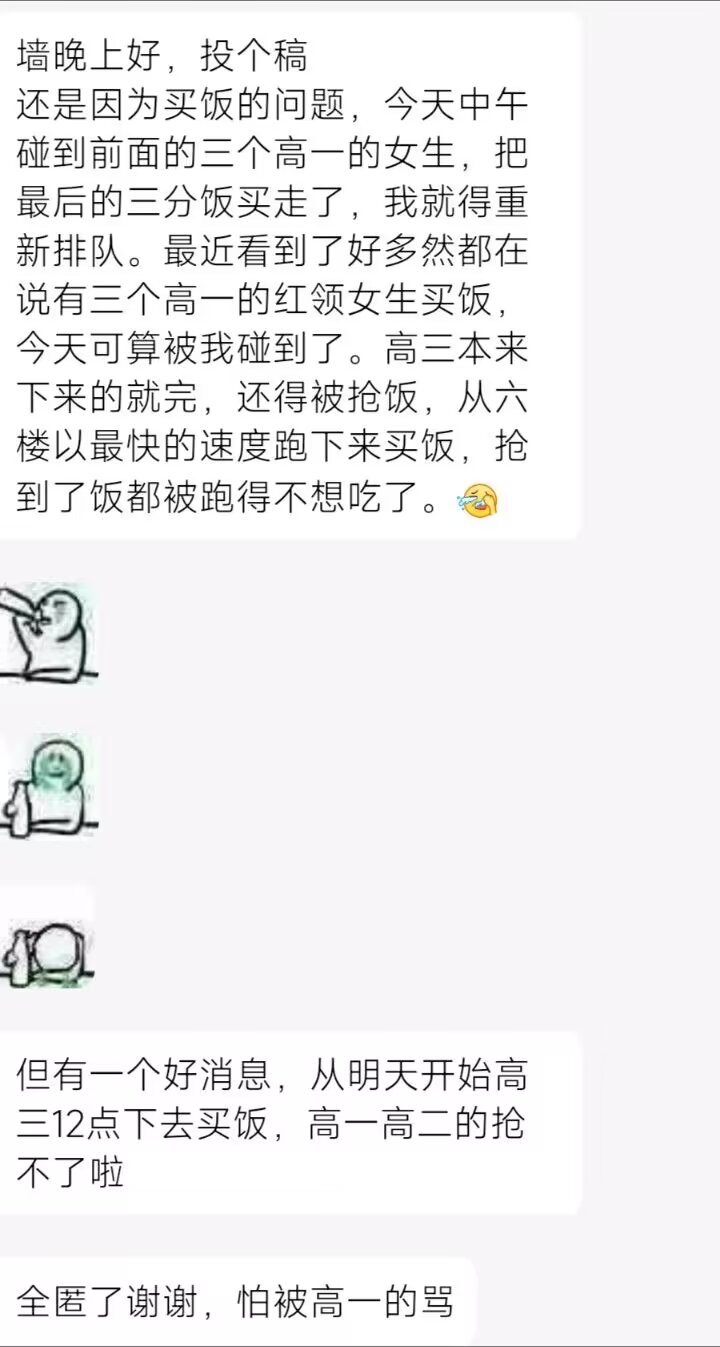 墙晚上好，投个稿
还是因为买饭的问题，今天中午
碰到前面的三个高一的女生，把
最后的三分饭买走了，我就得重
新排队。最近看到了好多然都在
说有三个高一的红领女生买饭，
今天可算被我碰到了。高三本来
下来的就完，还得被抢饭，从六
楼以最快的速度跑下来买饭，抢
到了饭都被跑得不想吃了。
但有一个好消息，从明天开始高
三12点下去买饭，高一高二的抢
不了啦
全匿了谢谢，怕被高一的骂